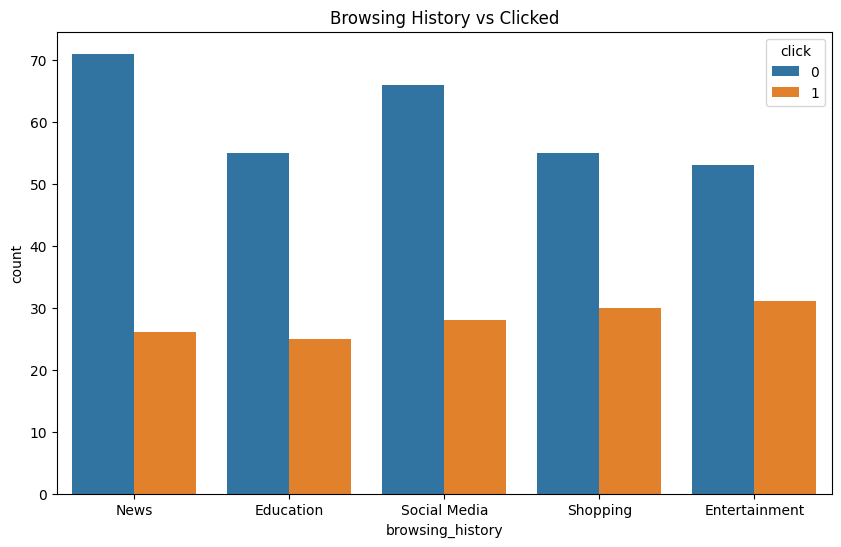 Browsing History vs Clicked
click
0
1
count
70
60
50
40
30
20
10
0
News Education Social Media Shopping Entertainment
browsing_history